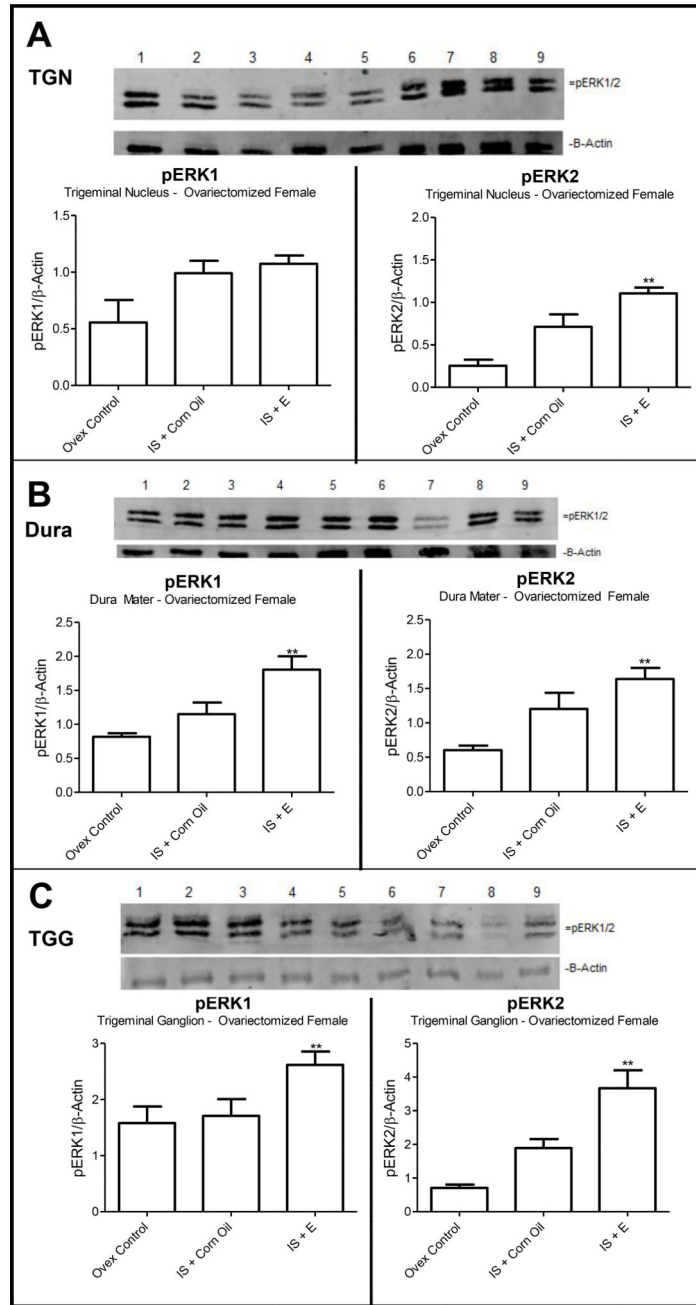 A
TGN
1 2 3 4 5 6 7 8 9
=pERK1/2
-B-Actin
pERK1
Trigeminal Nucleus - Ovariectomized Female
pERK1/β-Actin
1.5
1.0
0.5
0.0
Ovex Control
IS + Corn Oil
IS + E
pERK2
Trigeminal Nucleus - Ovariectomized Female
pERK2/β-Actin
2.0
1.5
1.0
0.5
0.0
**
Ovex Control
IS + Corn Oil
IS + E
B
Dura
1 2 3 4 5 6 7 8 9
=pERK1/2
-B-Actin
pERK1
Dura Mater - Ovariectomized Female
pERK1/β-Actin
2.5
2.0
1.5
1.0
0.5
0.0
**
Ovex Control
IS + Corn Oil
IS + E
pERK2
Dura Mater - Ovariectomized Female
pERK2/β-Actin
2.5
2.0
1.5
1.0
0.5
0.0
**
Ovex Control
IS + Corn Oil
IS + E
C
TGG
1 2 3 4 5 6 7 8 9
=pERK1/2
-B-Actin
pERK1
Trigeminal Ganglion - Ovariectomized Female
pERK1/β-Actin
3
2
1
0
**
Ovex Control
IS + Corn Oil
IS + E
pERK2
Trigeminal Ganglion - Ovariectomized Female
pERK2/β-Actin
5
4
3
2
1
0
**
Ovex Control
IS + Corn Oil
IS + E